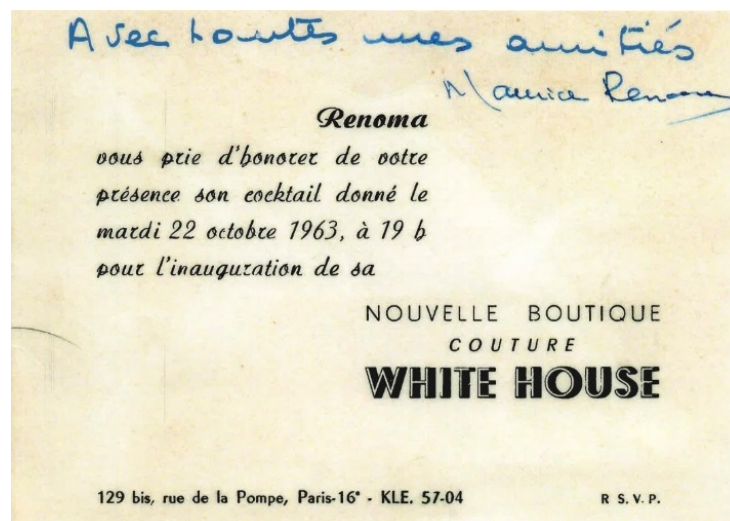 Avec toutes mes amitiés
Maurice Renoma
Renoma
vous prie d'honorer de votre
présence son cocktail donné le
mardi 22 octobre 1963, à 19 h
pour l'inauguration de sa
NOUVELLE BOUTIQUE
COUTURE
WHITE HOUSE
129 bis, rue de la Pompe, Paris-16e - KLE. 57-04
R S.V.P.